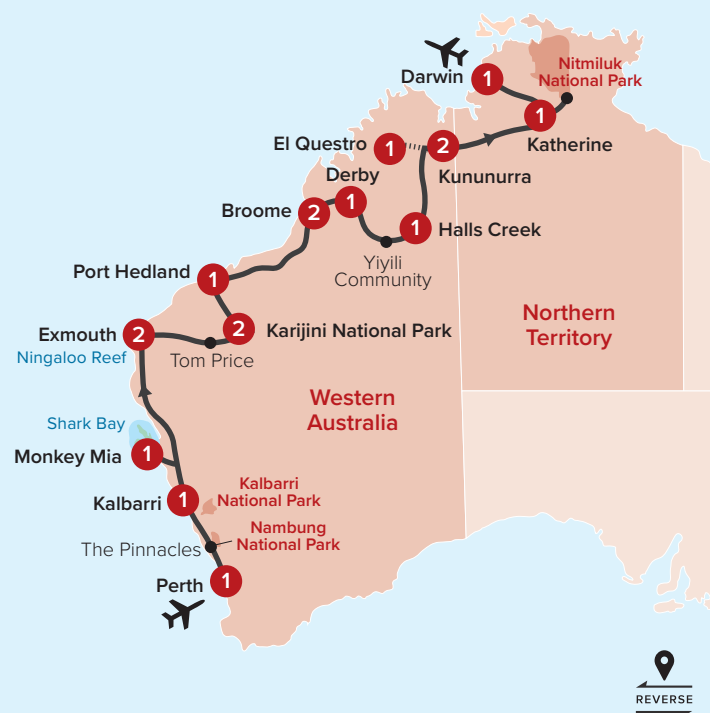 Nitmiluk
National Park
Darwin
1
1
Katherine
El Questro
1
2
Kununurra
Derby
1
Broome
2
1
Halls Creek
Yiyili
Community
Port Hedland
1
Northern
Territory
Exmouth
2
2
Karijini National Park
Ningaloo Reef
Tom Price
Western
Australia
Shark Bay
Monkey Mia
1
Kalbarri
National Park
Kalbarri
1
Nambung
National Park
The Pinnacles
Perth
1
REVERSE